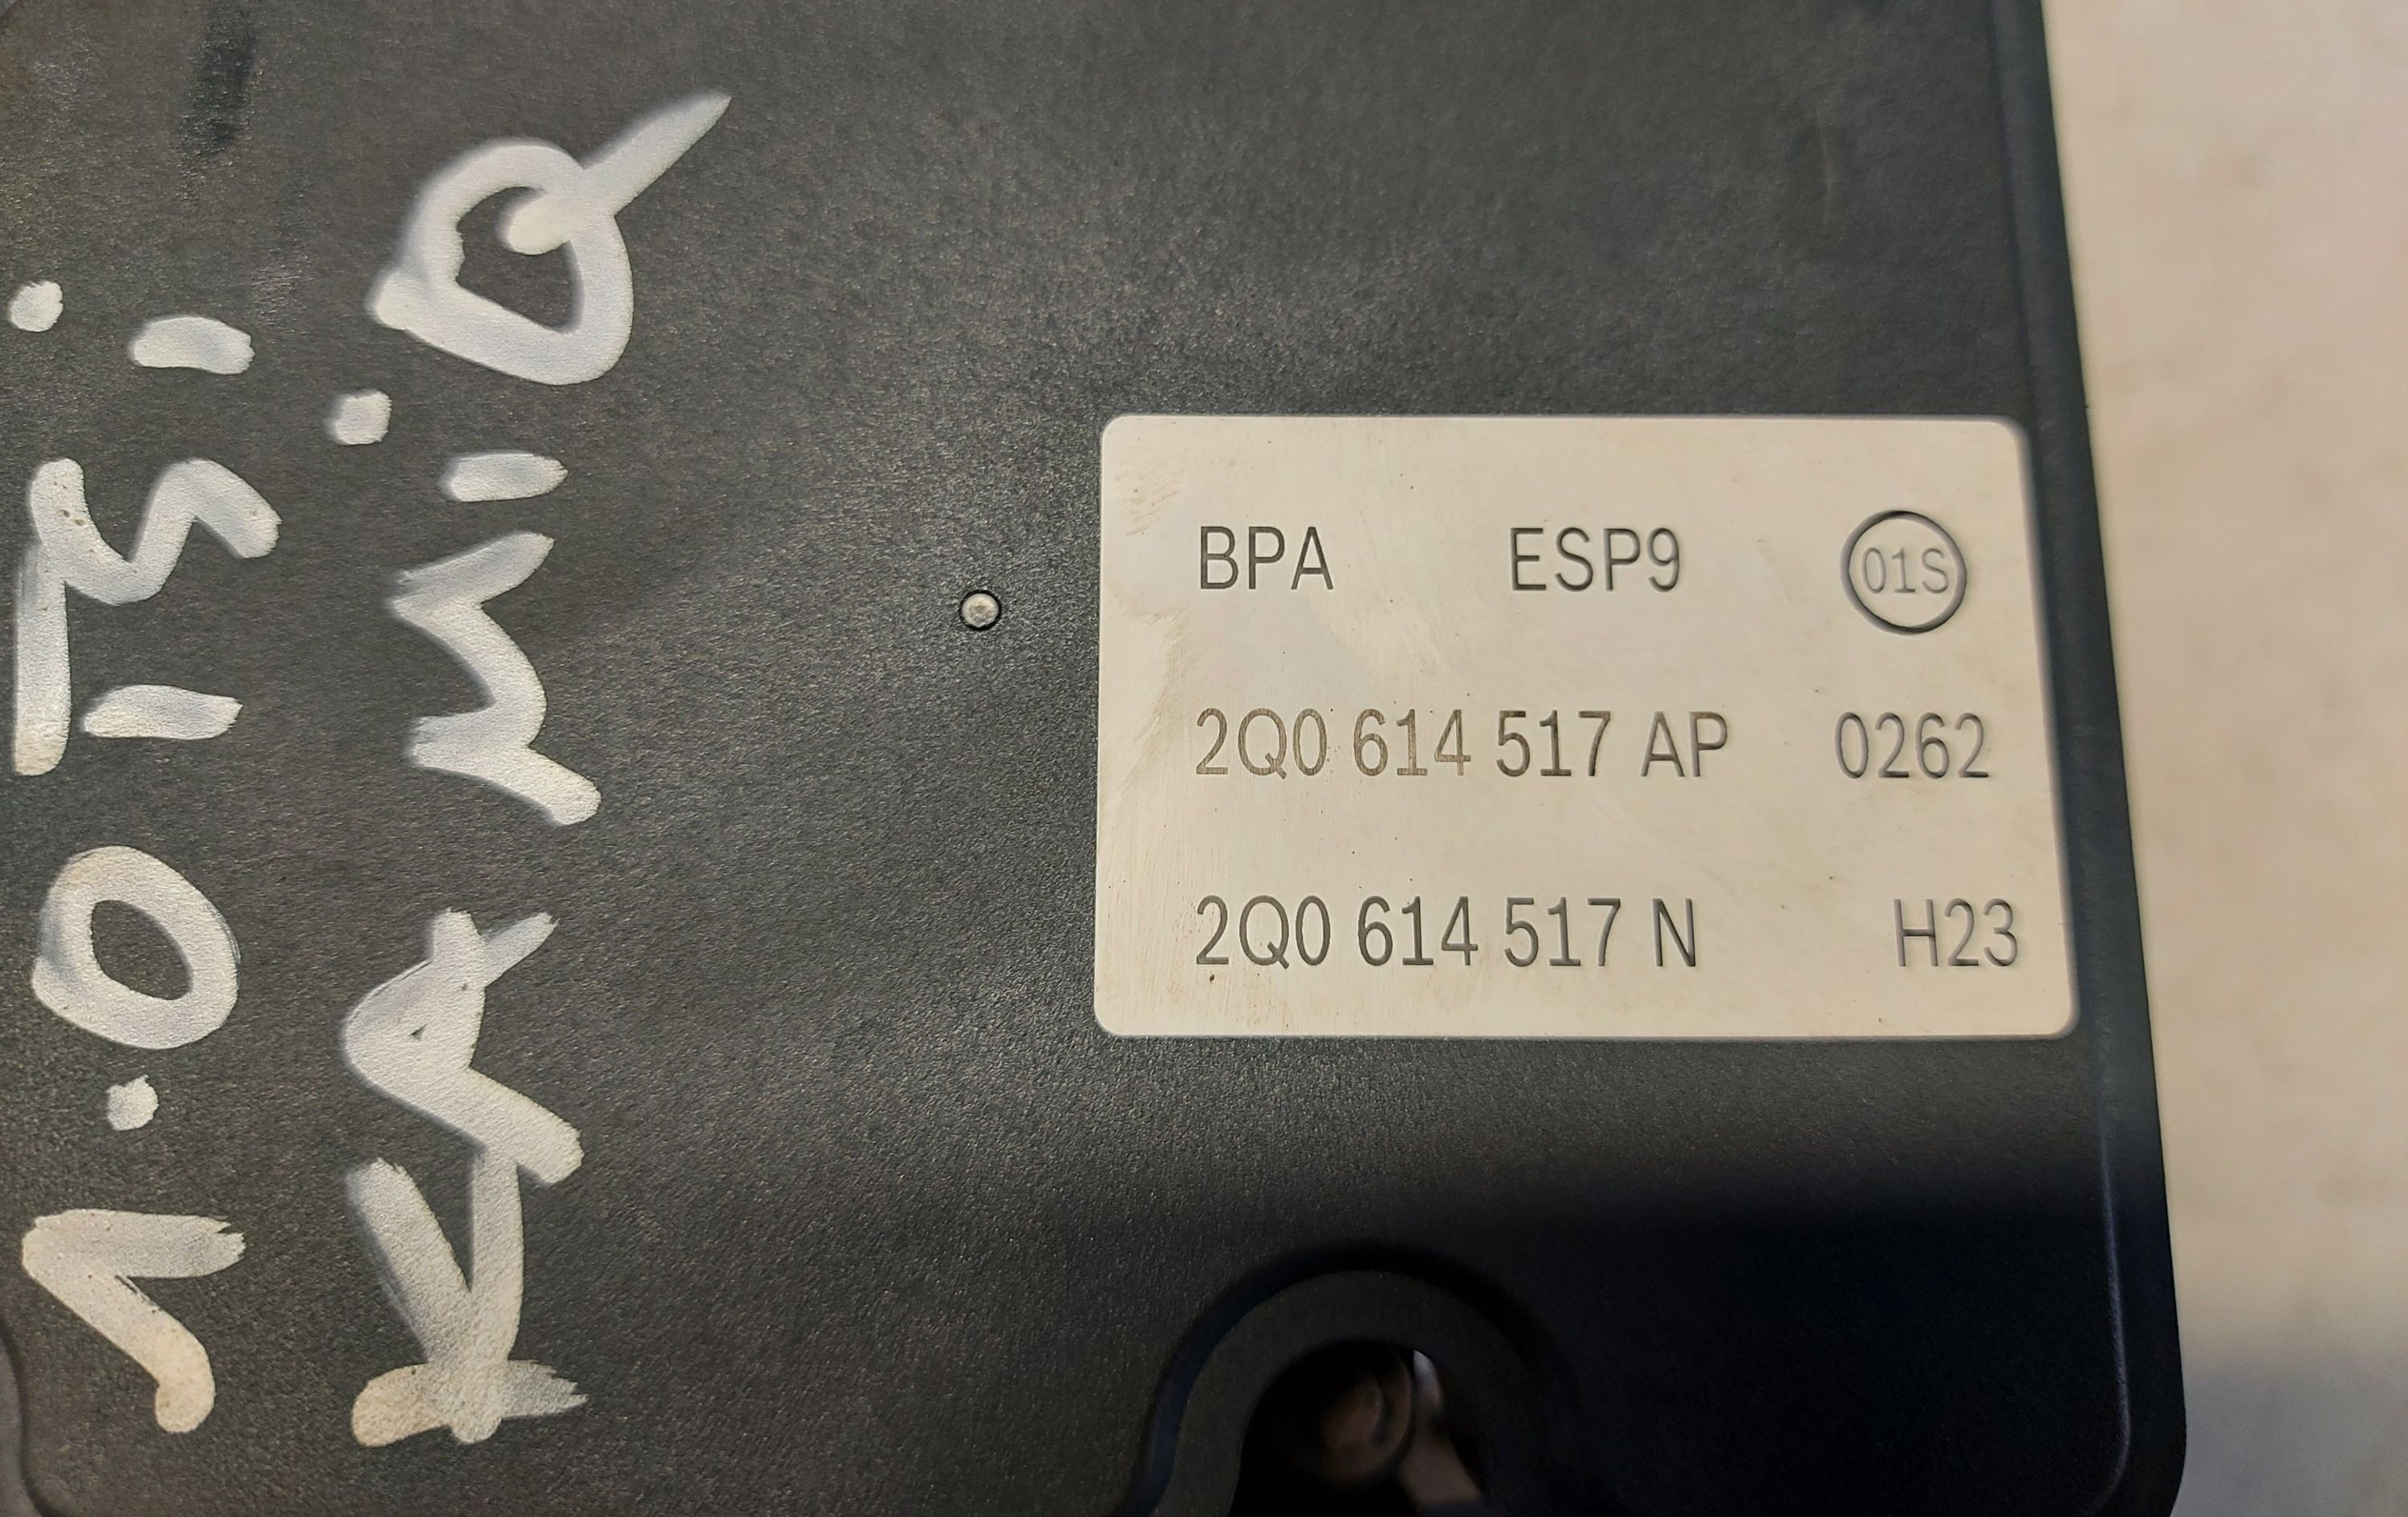 1.0 TSi
KAMiQ
BPA ESP9 01S
2Q0 614 517 AP 0262
2Q0 614 517 N H23